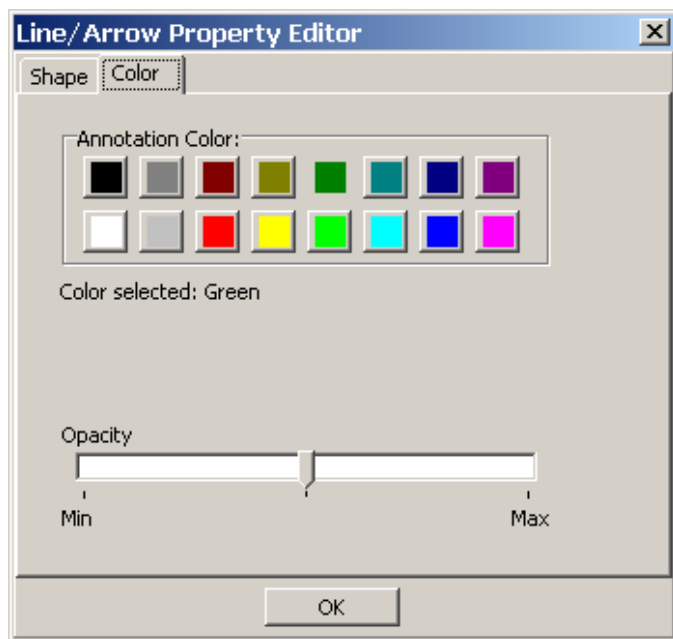 Line/Arrow Property Editor
Shape Color
Annotation Color:
Color selected: Green
Opacity
Min Max
OK